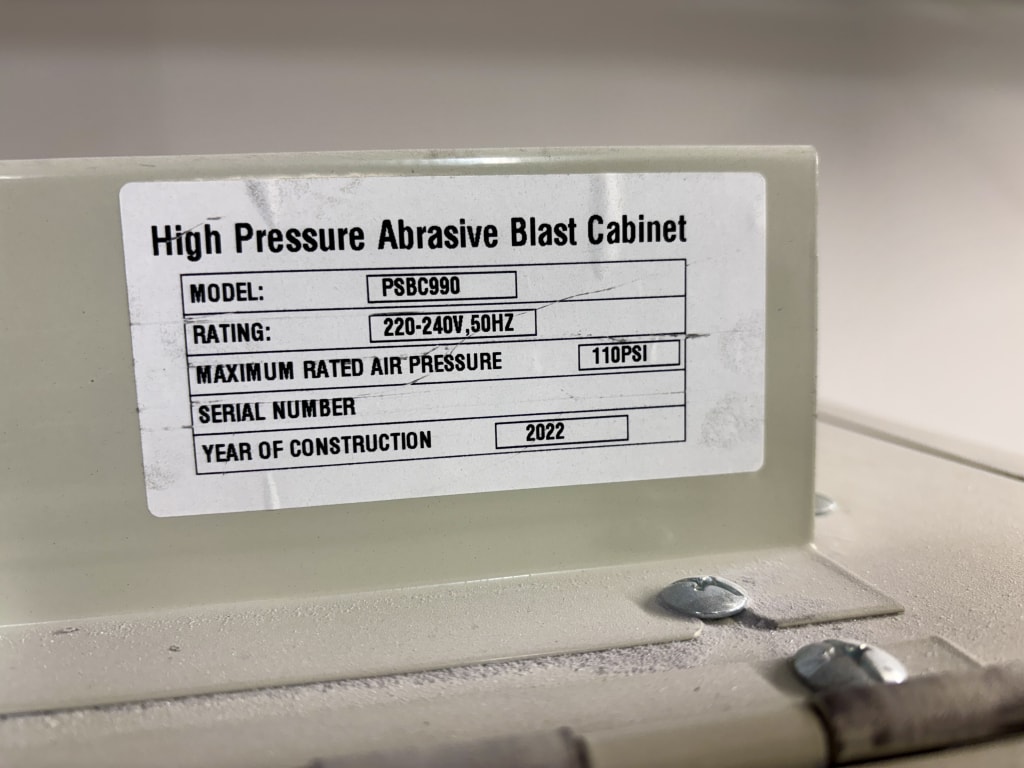 High Pressure Abrasive Blast Cabinet
MODEL: PSBC990
RATING: 220-240V,50HZ
MAXIMUM RATED AIR PRESSURE 110PSI
SERIAL NUMBER
YEAR OF CONSTRUCTION 2022